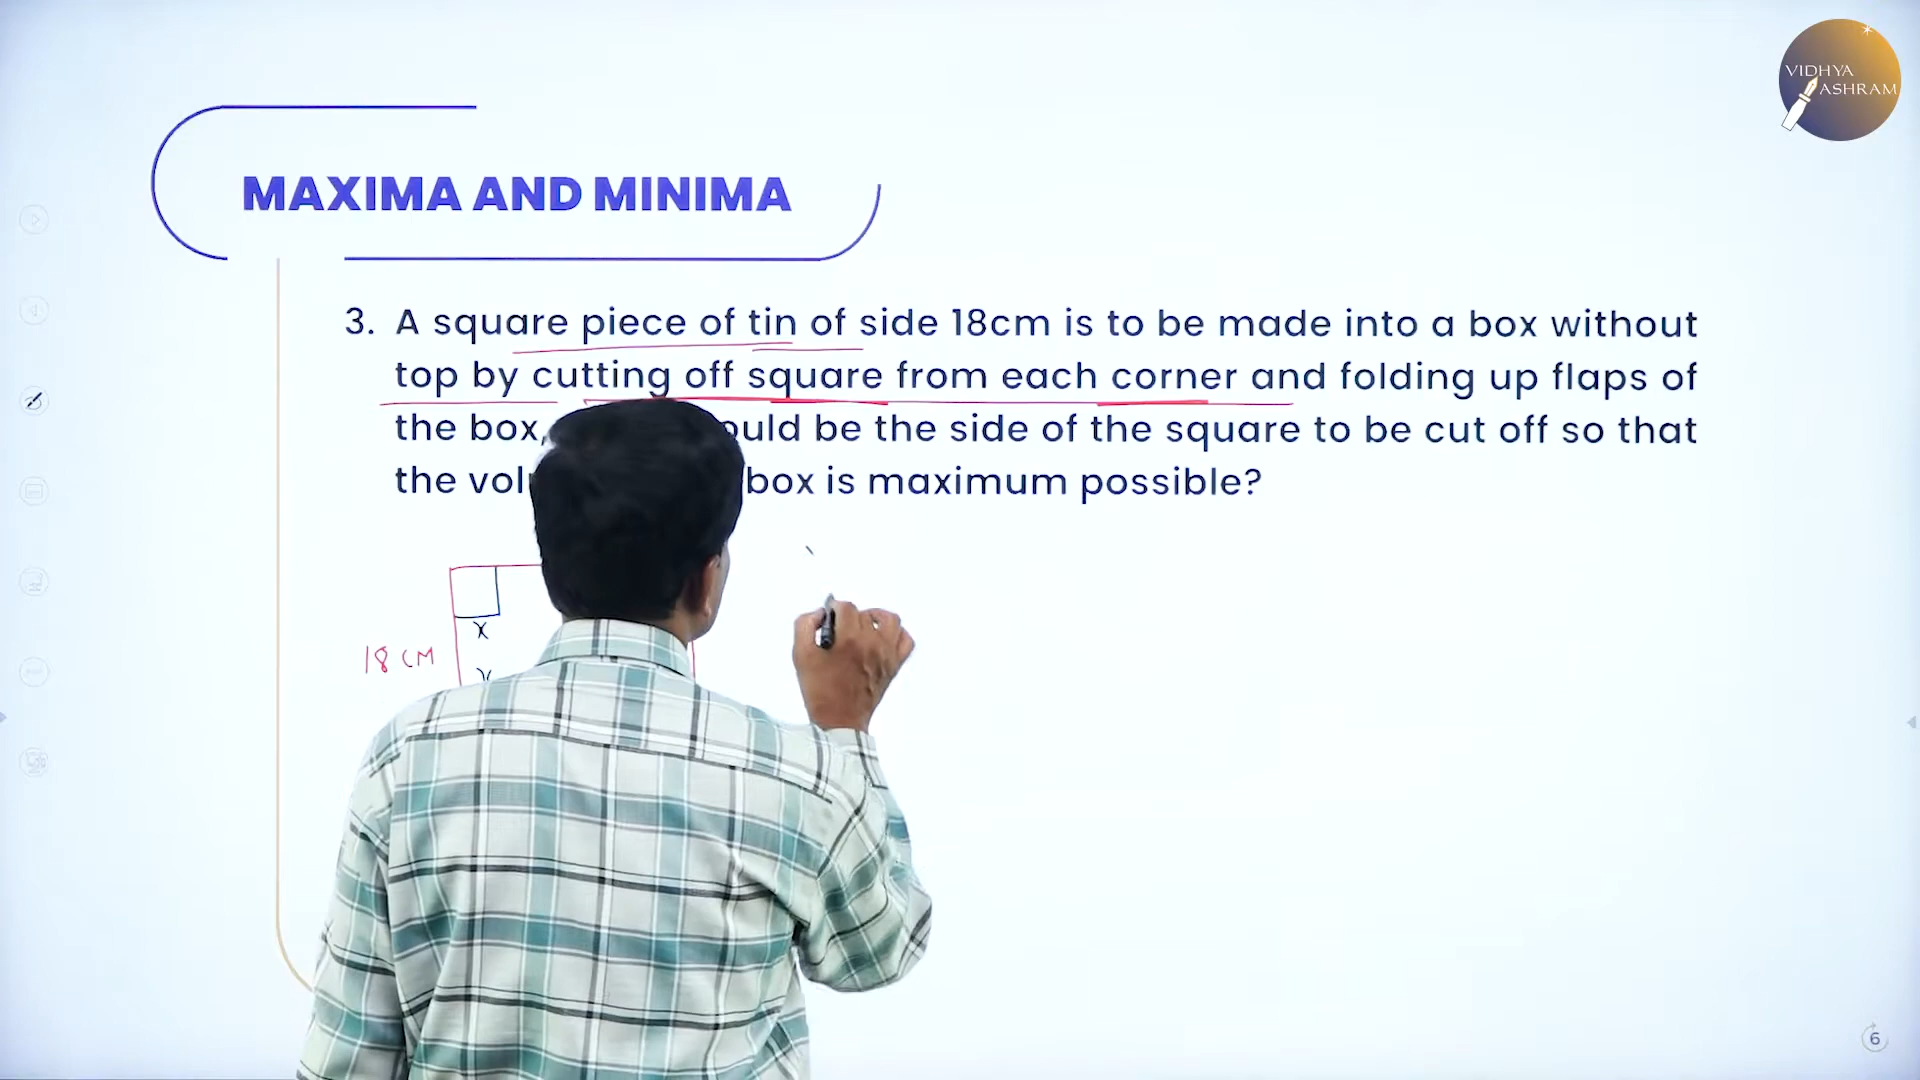 VIDHYA
ASHRAM
MAXIMA AND MINIMA
3. A square piece of tin of side 18cm is to be made into a box without
top by cutting off square from each corner and folding up flaps of
the box, be the side of the square to be cut off so that
the box is maximum possible?
x
18 CM
6